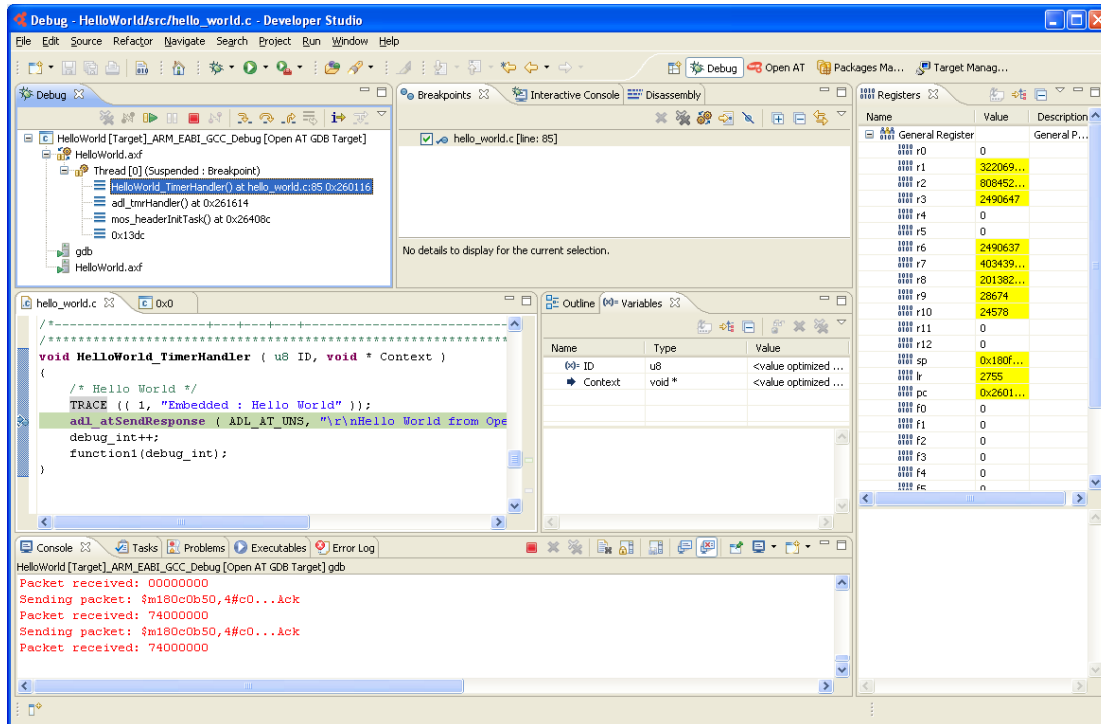 Debug - HelloWorld/src/hello_world.c - Developer Studio
File Edit Source Refactor Navigate Search Project Run Window Help
Debug Open AT Packages Ma... Target Manag...
Debug
HelloWorld [Target]_ARM_EABI_GCC_Debug [Open AT GDB Target]
HelloWorld.axf
Thread [0] (Suspended : Breakpoint)
HelloWorld_TimerHandler() at hello_world.c:85 0x260116
adl_tmrHandler() at 0x261614
mos_headerInitTask() at 0x26408c
0x13dc
gdb
HelloWorld.axf
Breakpoints Interactive Console Disassembly
hello_world.c [line: 85]
No details to display for the current selection.
Registers
Name Value Description
General Register General P...
r0 0
r1 322069...
r2 808452...
r3 2490647
r4 0
r5 0
r6 2490637
r7 403439...
r8 201382...
r9 28674
r10 24578
r11 0
r12 0
sp 0x180f...
lr 2755
pc 0x2601...
f0 0
f1 0
f2 0
f3 0
f4 0
f5 0
hello_world.c 0x0
/*--------------------+---+---+---+---------------------------
/**************************************************************
void HelloWorld_TimerHandler ( u8 ID, void * Context )
{
/* Hello World */
TRACE (( 1, "Embedded : Hello World" ));
adl_atSendResponse ( ADL_AT_UNS, "\r\nHello World from Ope
debug_int++;
function1(debug_int);
}
Outline (x)= Variables
Name Type Value
(x)= ID u8 <value optimized ...
Context void * <value optimized ...
Console Tasks Problems Executables Error Log
HelloWorld [Target]_ARM_EABI_GCC_Debug [Open AT GDB Target] gdb
Packet received: 00000000
Sending packet: $m180c0b50,4#c0...Ack
Packet received: 74000000
Sending packet: $m180c0b50,4#c0...Ack
Packet received: 74000000